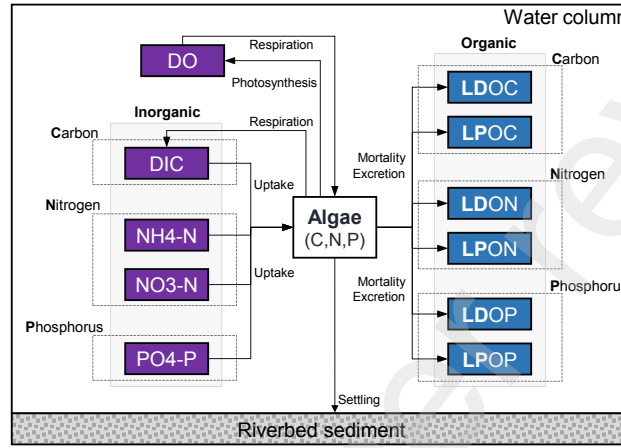 Water column
Organic
Respiration
DO
Photosynthesis
Carbon
LDOC
LPOC
Inorganic
Respiration
Carbon
DIC
Uptake
Mortality
Excretion
Nitrogen
LDON
LPON
Nitrogen
NH4-N
NO3-N
Uptake
Algae
(C,N,P)
Mortality
Excretion
Phosphorus
LDOP
LPOP
Phosphorus
PO4-P
Settling
Riverbed sediment